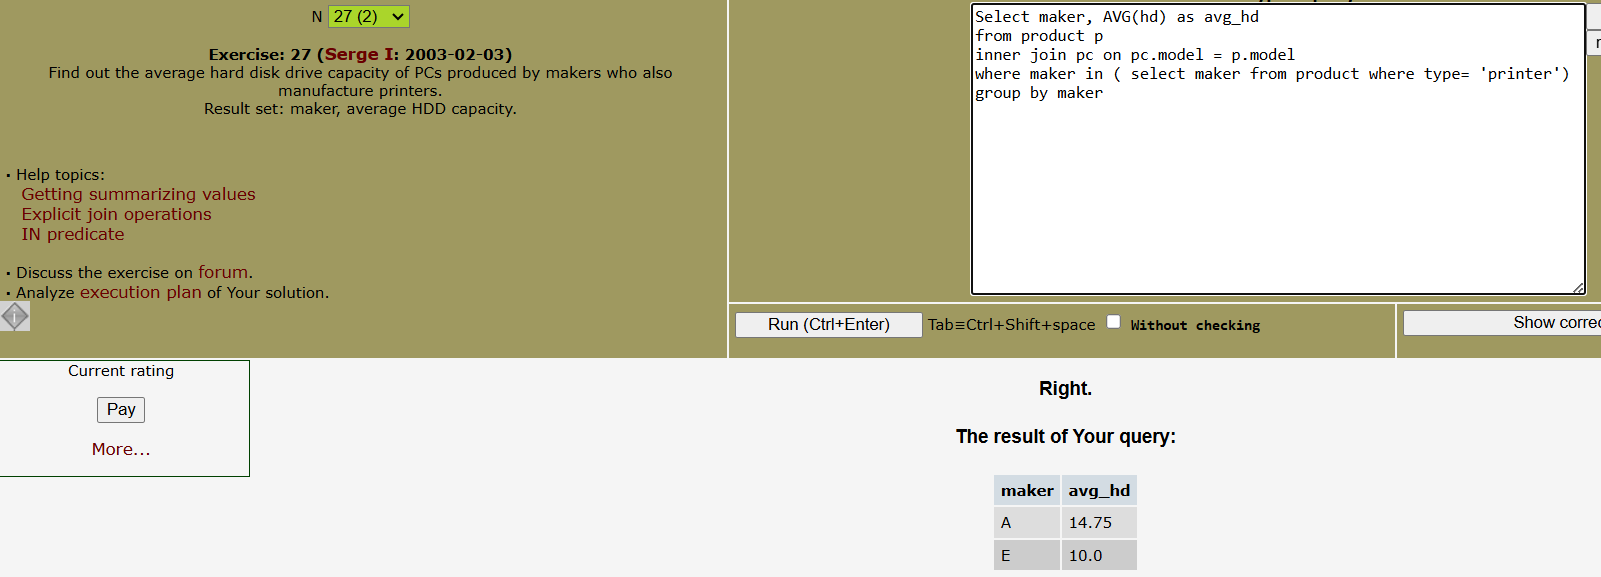 N 27 (2)
Exercise: 27 (Serge I: 2003-02-03)
Find out the average hard disk drive capacity of PCs produced by makers who also
manufacture printers.
Result set: maker, average HDD capacity.
· Help topics:
Getting summarizing values
Explicit join operations
IN predicate
· Discuss the exercise on forum.
· Analyze execution plan of Your solution.
Select maker, AVG(hd) as avg_hd
from product p
inner join pc on pc.model = p.model
where maker in ( select maker from product where type= 'printer')
group by maker
Run (Ctrl+Enter) Tab≡Ctrl+Shift+space Without checking
Show correc
Current rating
Pay
More...
Right.
The result of Your query:
maker avg_hd
A 14.75
E 10.0